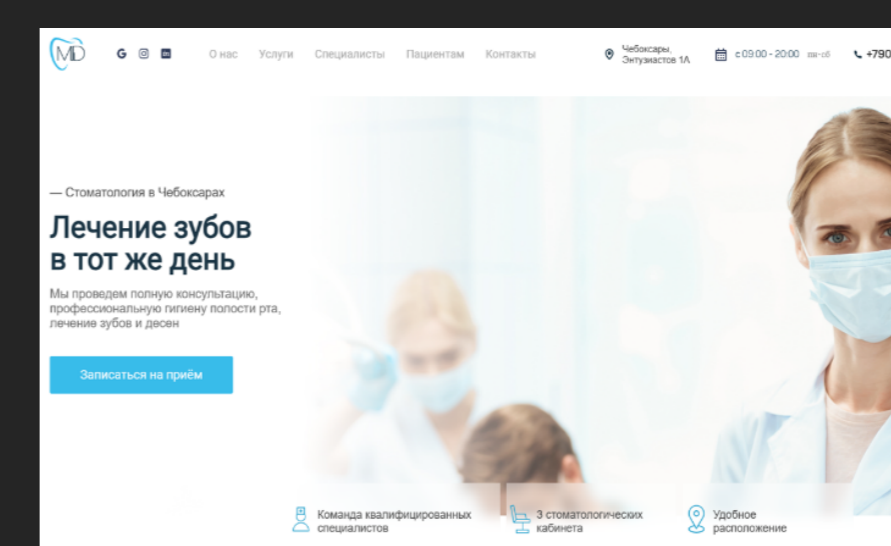 MD
О нас Услуги Специалисты Пациентам Контакты
Чебоксары,
Энтузиастов 1А
с 09:00 - 20:00 пн-сб
+790
— Стоматология в Чебоксарах
Лечение зубов
в тот же день
Мы проведем полную консультацию,
профессиональную гигиену полости рта,
лечение зубов и десен
Записаться на приём
Команда квалифицированных
специалистов
3 стоматологических
кабинета
Удобное
расположение